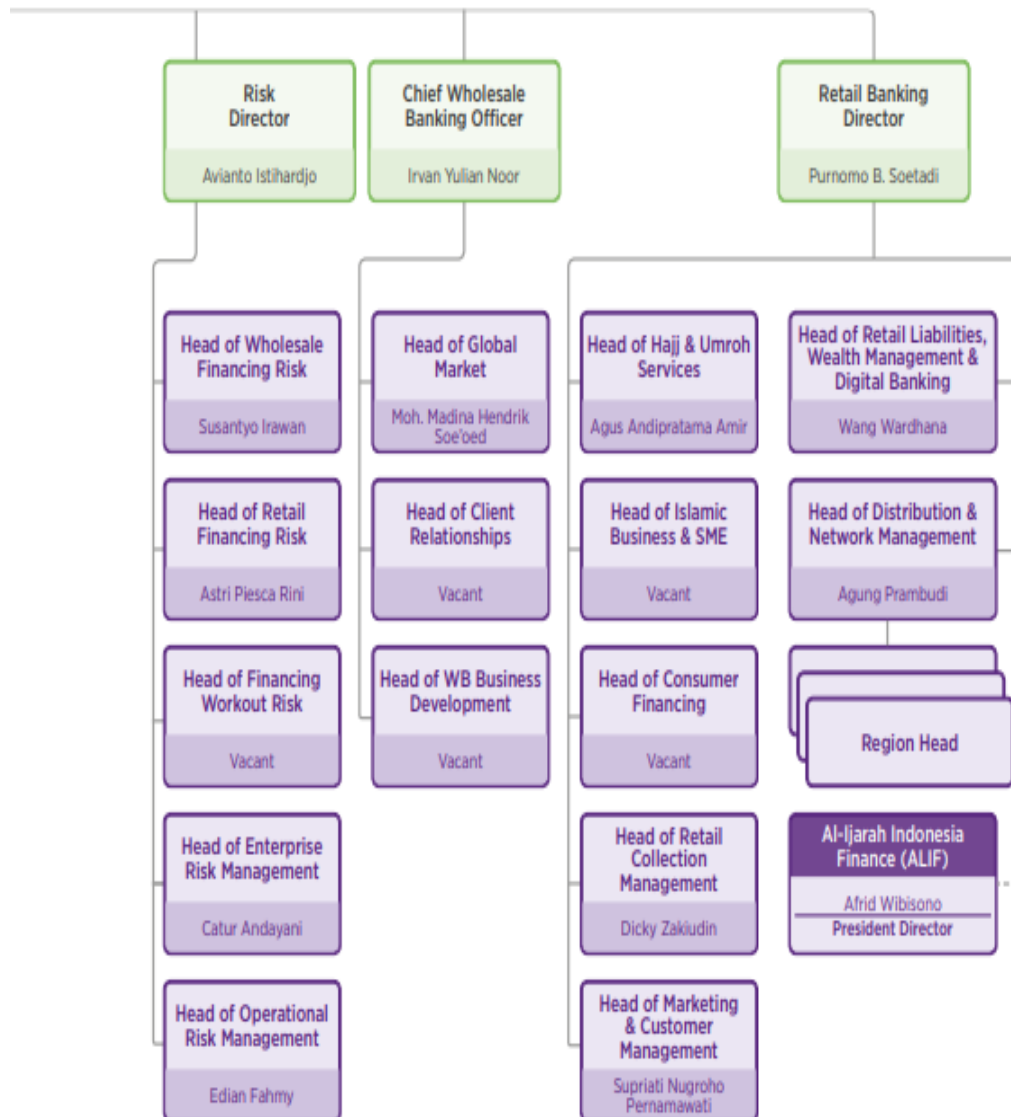 Risk
Director
Avianto Istihardjo
Chief Wholesale
Banking Officer
Irvan Yulian Noor
Retail Banking
Director
Purnomo B. Soetadi
Head of Wholesale
Financing Risk
Susantyo Irawan
Head of Retail
Financing Risk
Astri Piesca Rini
Head of Financing
Workout Risk
Vacant
Head of Enterprise
Risk Management
Catur Andayani
Head of Operational
Risk Management
Edian Fahmy
Head of Global
Market
Moh. Madina Hendrik
Soe'oed
Head of Client
Relationships
Vacant
Head of WB Business
Development
Vacant
Head of Hajj & Umroh
Services
Agus Andipratama Amir
Head of Islamic
Business & SME
Vacant
Head of Consumer
Financing
Vacant
Head of Retail
Collection
Management
Dicky Zakiudin
Head of Marketing
& Customer
Management
Supriati Nugroho
Pernamawati
Head of Retail Liabilities,
Wealth Management &
Digital Banking
Wang Wardhana
Head of Distribution &
Network Management
Agung Prambudi
Region Head
Al-Ijarah Indonesia
Finance (ALIF)
Afrid Wibisono
President Director